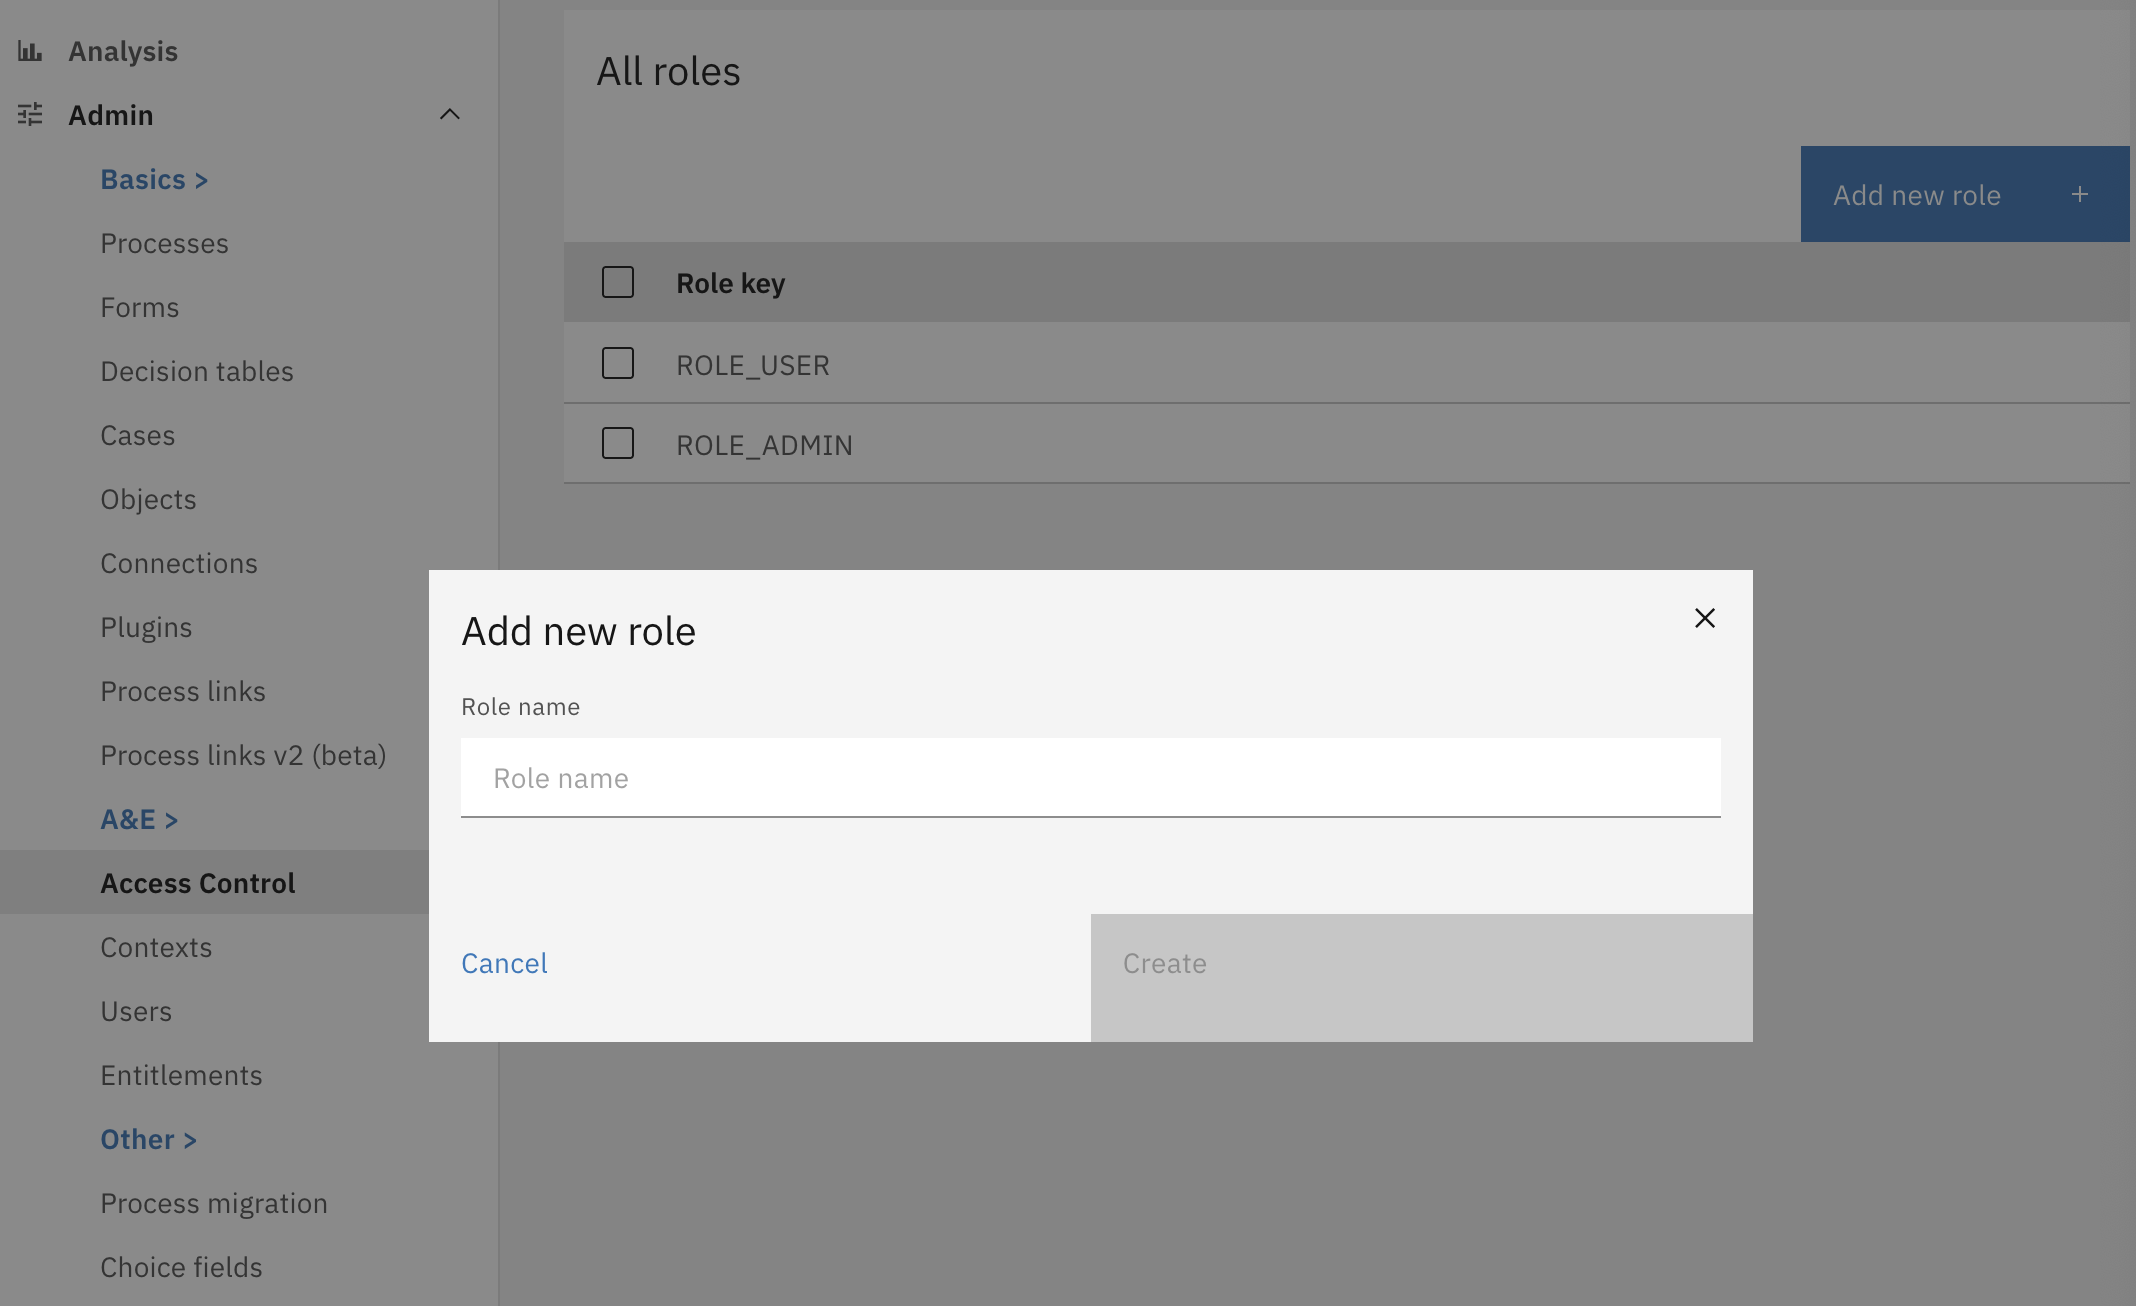 Analysis
Admin
Basics >
Processes
Forms
Decision tables
Cases
Objects
Connections
Plugins
Process links
Process links v2 (beta)
A&E >
Access Control
Contexts
Users
Entitlements
Other >
Process migration
Choice fields
All roles
Add new role +
Role key
ROLE_USER
ROLE_ADMIN
Add new role
Role name
Role name
Cancel
Create